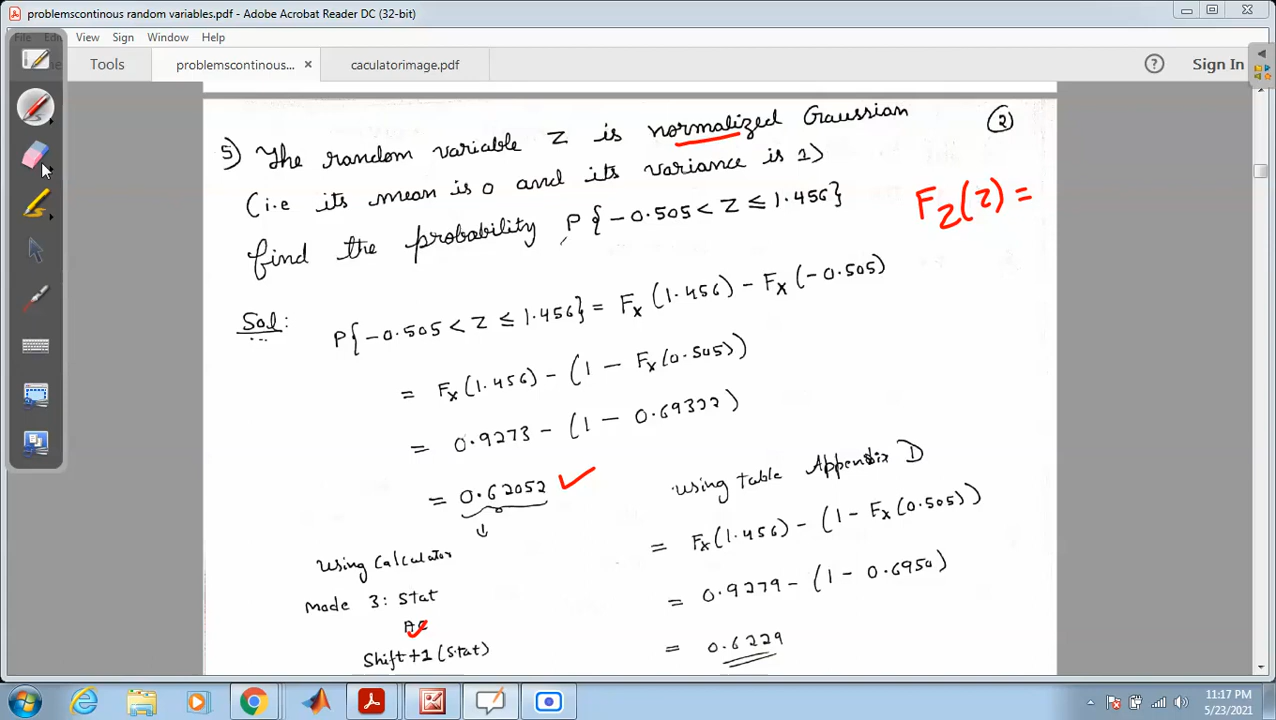 problemscontinous random variables.pdf - Adobe Acrobat Reader DC (32-bit)
File Edit View Sign Window Help
Tools problemscontinous... × caculatorimage.pdf ? Sign In
5) The random variable Z is normalized Gaussian ②
(i.e its mean is 0 and its variance is 1)
find the probability P{-0.505 < Z ≤ 1.456}
F_Z(z) =
Sol:
P{-0.505 < Z ≤ 1.456} = F_X(1.456) - F_X(-0.505)
= F_X(1.456) - (1 - F_X(0.505))
= 0.9273 - (1 - 0.69322)
= 0.62052 ✓
↓
Using Calculator
Mode 3: Stat
AC
Shift+1 (Stat)
Using table Appendix D
= F_X(1.456) - (1 - F_X(0.505))
= 0.9279 - (1 - 0.6950)
= 0.6229
11:17 PM
5/23/2021